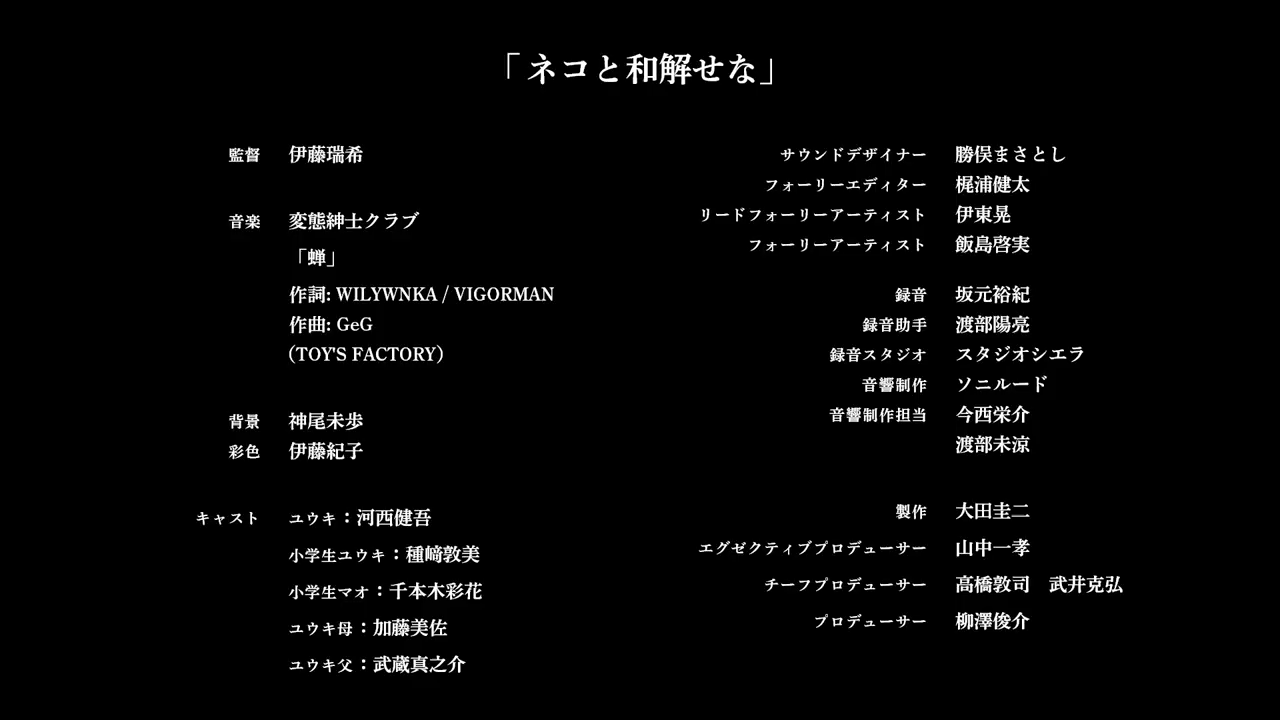 「ネコと和解せな」
監督 伊藤瑞希
音楽 変態紳士クラブ
「蝉」
作詞: WILYWNKA / VIGORMAN
作曲: GeG
(TOY'S FACTORY)
背景 神尾未歩
彩色 伊藤紀子
キャスト ユウキ：河西健吾
小学生ユウキ：種﨑敦美
小学生マオ：千本木彩花
ユウキ母：加藤美佐
ユウキ父：武蔵真之介
サウンドデザイナー 勝俣まさとし
フォーリーエディター 梶浦健太
リードフォーリーアーティスト 伊東晃
フォーリーアーティスト 飯島啓実
録音 坂元裕紀
録音助手 渡部陽亮
録音スタジオ スタジオシエラ
音響制作 ソニルード
音響制作担当 今西栄介
渡部未涼
製作 大田圭二
エグゼクティブプロデューサー 山中一孝
チーフプロデューサー 高橋敦司　武井克弘
プロデューサー 柳澤俊介